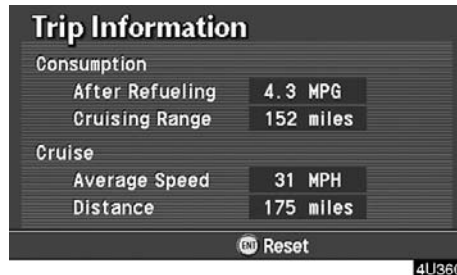 Trip Information
Consumption
After Refueling 4.3 MPG
Cruising Range 152 miles
Cruise
Average Speed 31 MPH
Distance 175 miles
ENT Reset